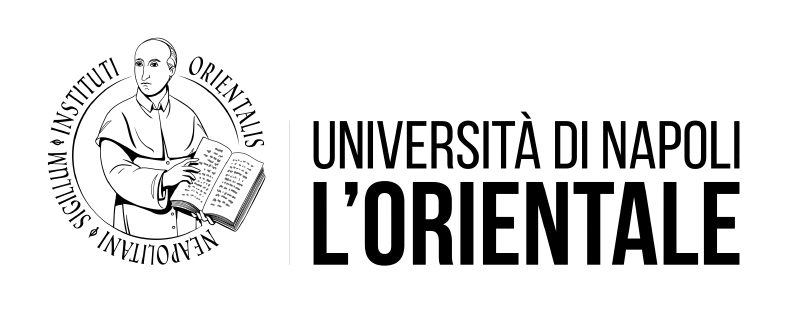 SIGILLUM INSTITUTI ORIENTALIS NEAPOLITANI
UNIVERSITÀ DI NAPOLI
L'ORIENTALE